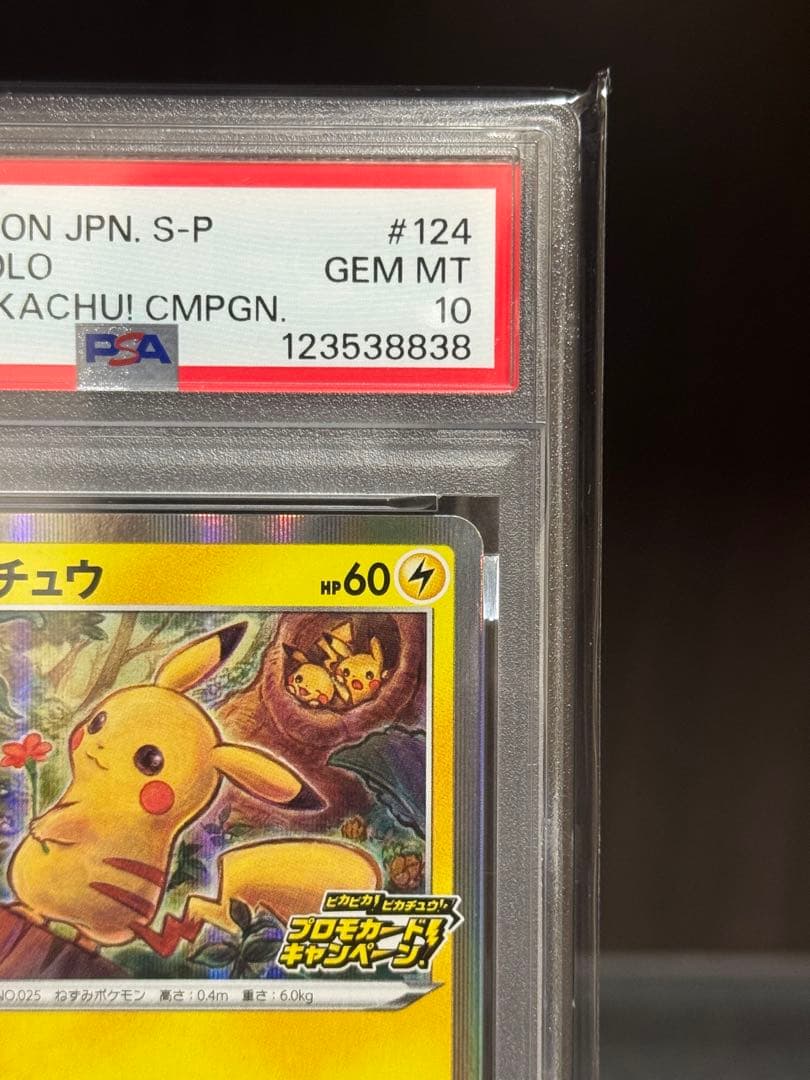 ON JPN. S-P #124
OLO GEM MT
KACHU! CMPGN. 10
PSA 123538838
チュウ HP60
ピカピカ! ピカチュウ!
プロモカード
キャンペーン!
NO.025 ねずみポケモン 高さ:0.4m 重さ:6.0kg